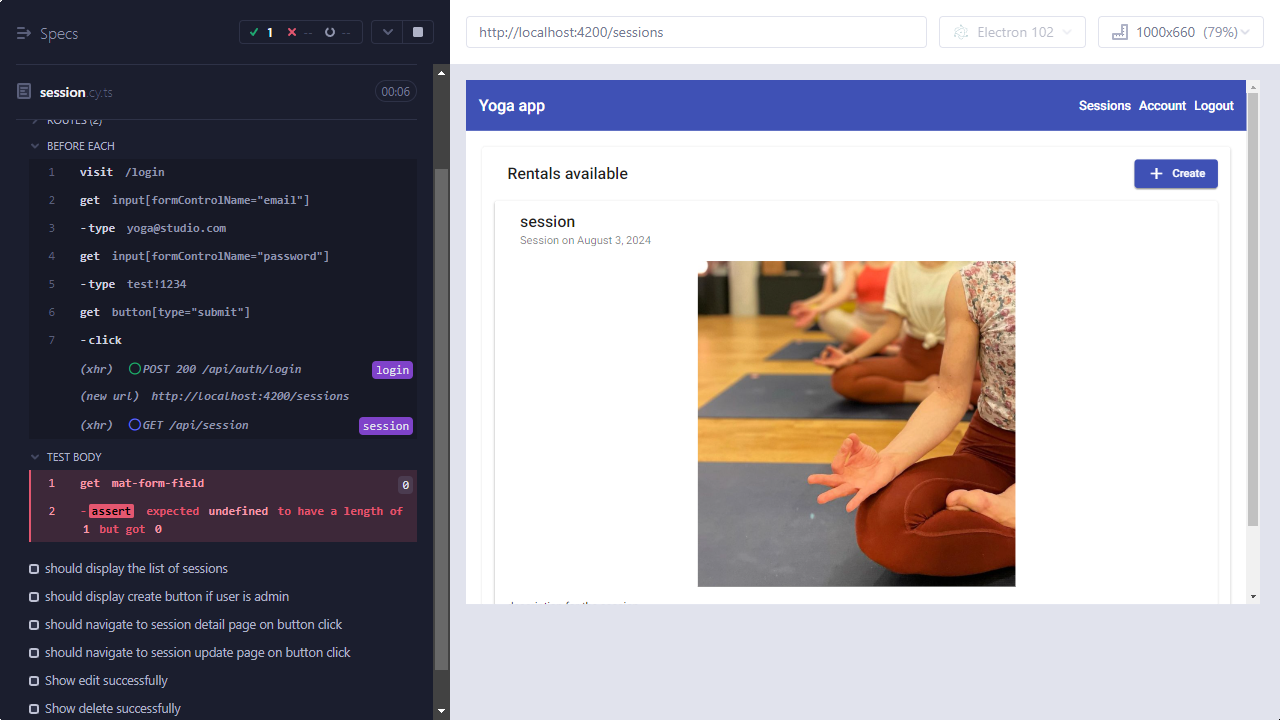 Specs
1
--
--
session.cy.ts
00:06
ROUTES (2)
BEFORE EACH
1 visit /login
2 get input[formControlName="email"]
3 -type yoga@studio.com
4 get input[formControlName="password"]
5 -type test!1234
6 get button[type="submit"]
7 -click
(xhr) POST 200 /api/auth/login login
(new url) http://localhost:4200/sessions
(xhr) GET /api/session session
TEST BODY
1 get mat-form-field 0
2 -assert expected undefined to have a length of
1 but got 0
should display the list of sessions
should display create button if user is admin
should navigate to session detail page on button click
should navigate to session update page on button click
Show edit successfully
Show delete successfully
http://localhost:4200/sessions
Electron 102
1000x660 (79%)
Yoga app
Sessions Account Logout
Rentals available
Create
session
Session on August 3, 2024